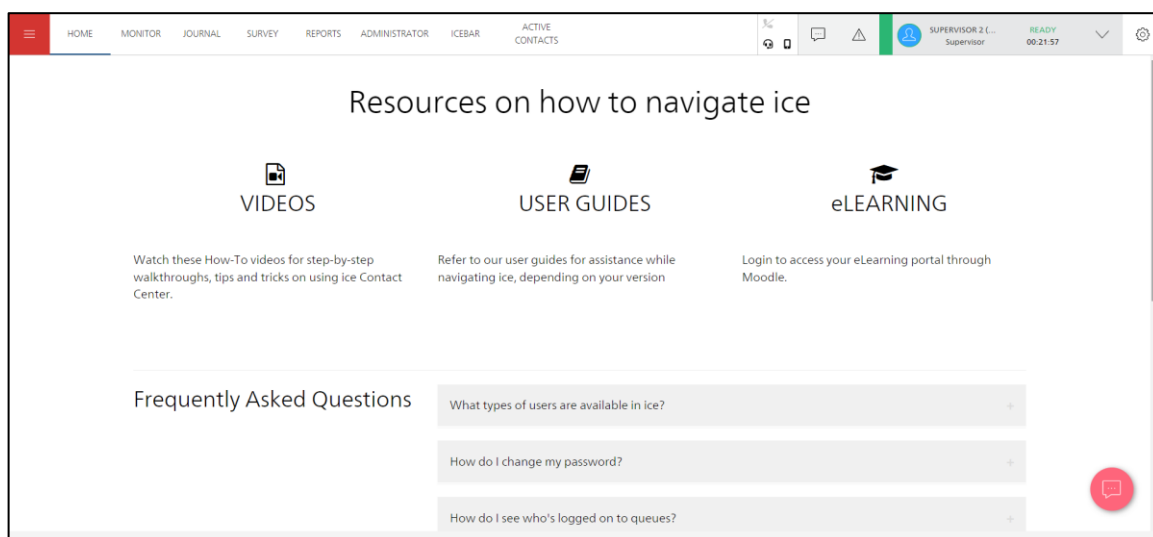 HOME MONITOR JOURNAL SURVEY REPORTS ADMINISTRATOR ICEBAR ACTIVE
CONTACTS
SUPERVISOR 2 (... READY
Supervisor 00:21:57
Resources on how to navigate ice
VIDEOS
Watch these How-To videos for step-by-step
walkthroughs, tips and tricks on using ice Contact
Center.
USER GUIDES
Refer to our user guides for assistance while
navigating ice, depending on your version
eLEARNING
Login to access your eLearning portal through
Moodle.
Frequently Asked Questions
What types of users are available in ice?
How do I change my password?
How do I see who's logged on to queues?